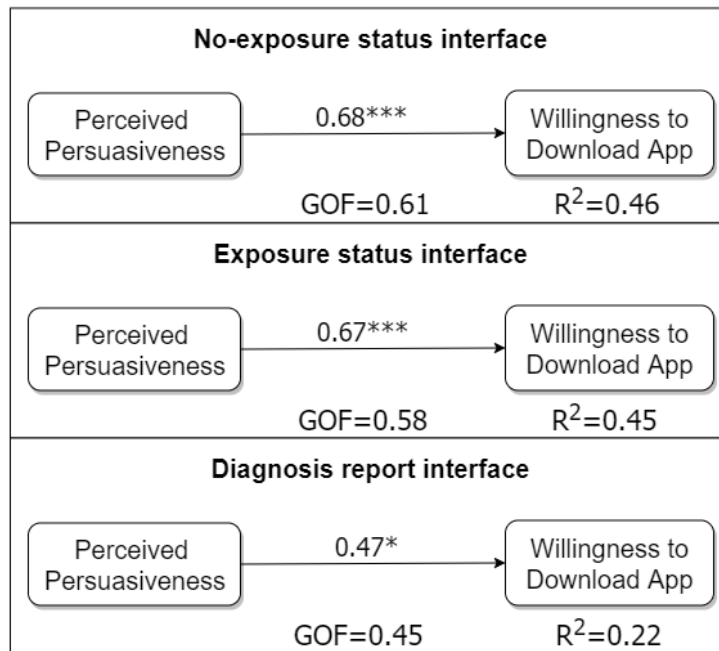 No-exposure status interface
Perceived
Persuasiveness
0.68***
Willingness to
Download App
GOF=0.61
R²=0.46
Exposure status interface
Perceived
Persuasiveness
0.67***
Willingness to
Download App
GOF=0.58
R²=0.45
Diagnosis report interface
Perceived
Persuasiveness
0.47*
Willingness to
Download App
GOF=0.45
R²=0.22